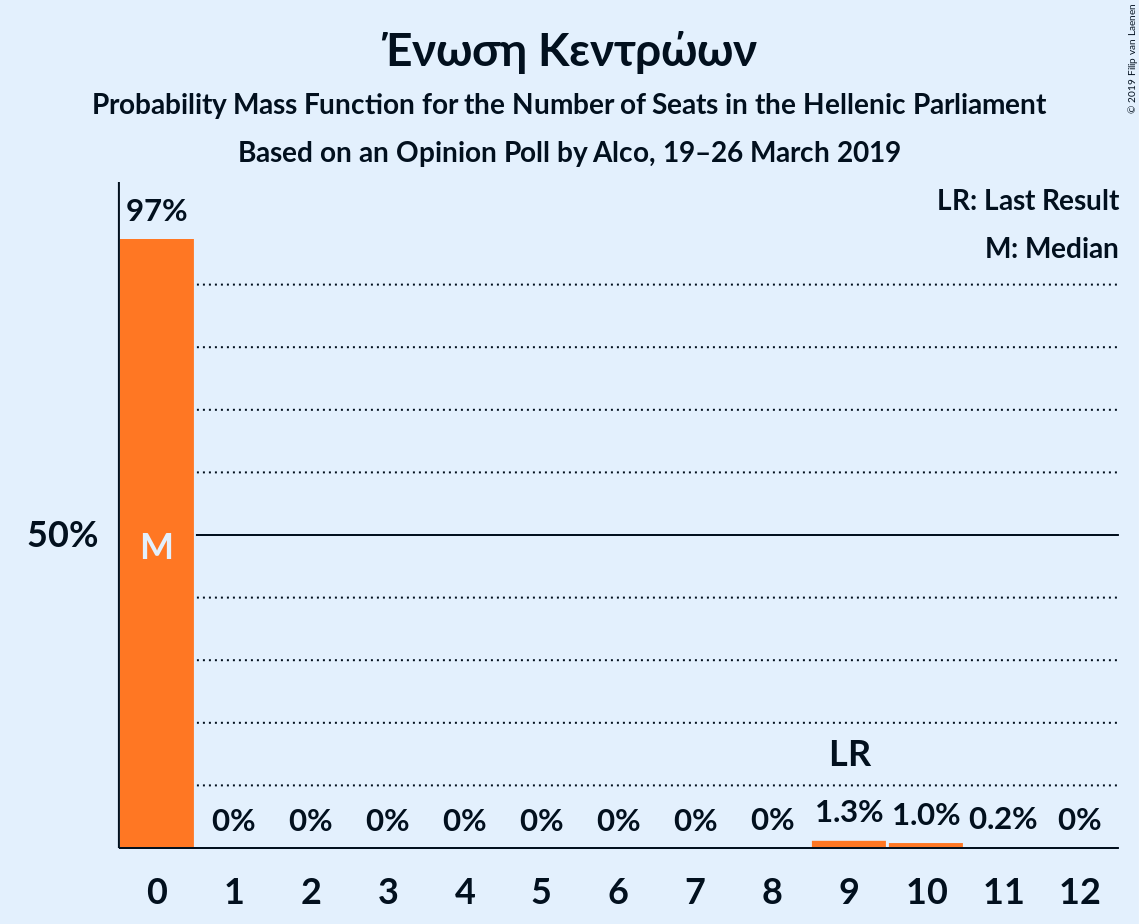 Ένωση Κεντρώων
Probability Mass Function for the Number of Seats in the Hellenic Parliament
Based on an Opinion Poll by Alco, 19–26 March 2019
© 2019 Filip van Laenen
LR: Last Result
M: Median
97%
50%
M
LR
0% 0% 0% 0% 0% 0% 0% 0% 1.3% 1.0% 0.2% 0%
0 1 2 3 4 5 6 7 8 9 10 11 12